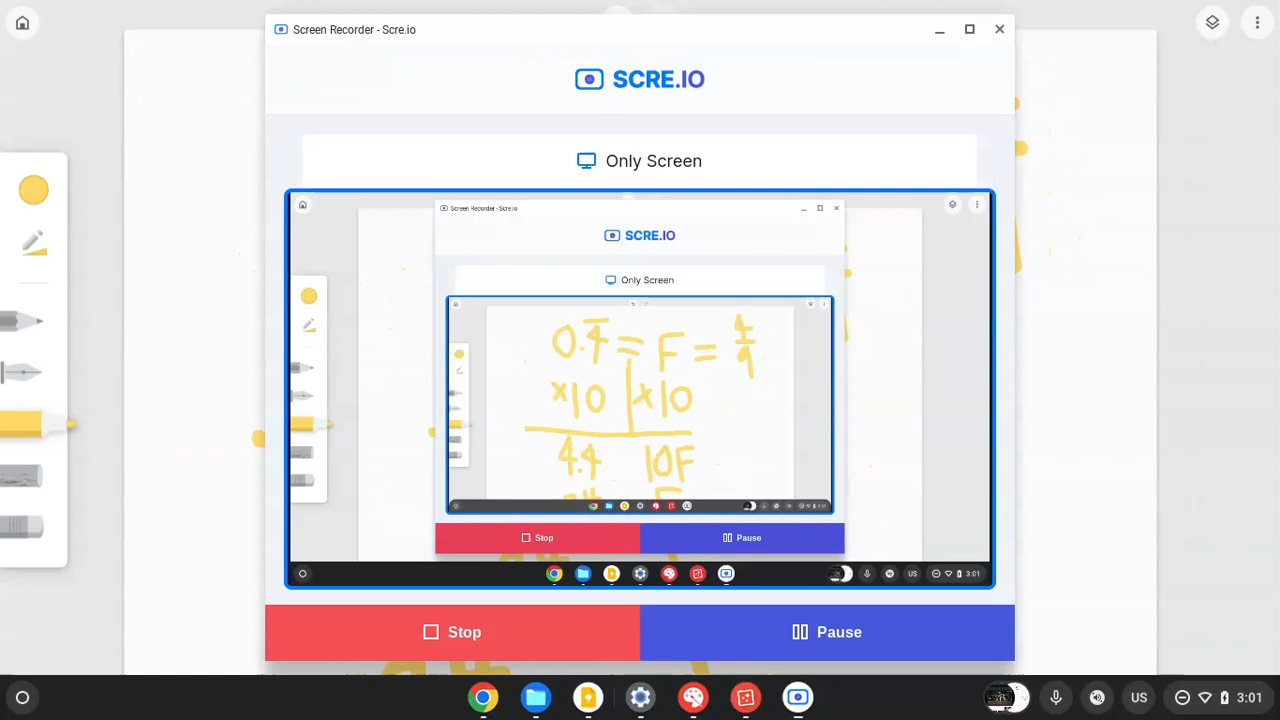 Screen Recorder - Scre.io
SCRE.IO
Only Screen
Screen Recorder - Scre.io
SCRE.IO
Only Screen
0.4̅ = F = 4/9
×10 ×10
4.4 10F
Stop Pause
US 3:01
Stop Pause
US 3:01